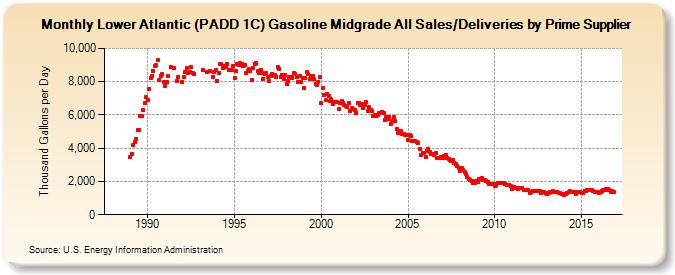 Monthly Lower Atlantic (PADD 1C) Gasoline Midgrade All Sales/Deliveries by Prime Supplier
Thousand Gallons per Day
10,000
8,000
6,000
4,000
2,000
0
1990 1995 2000 2005 2010 2015
Source: U.S. Energy Information Administration